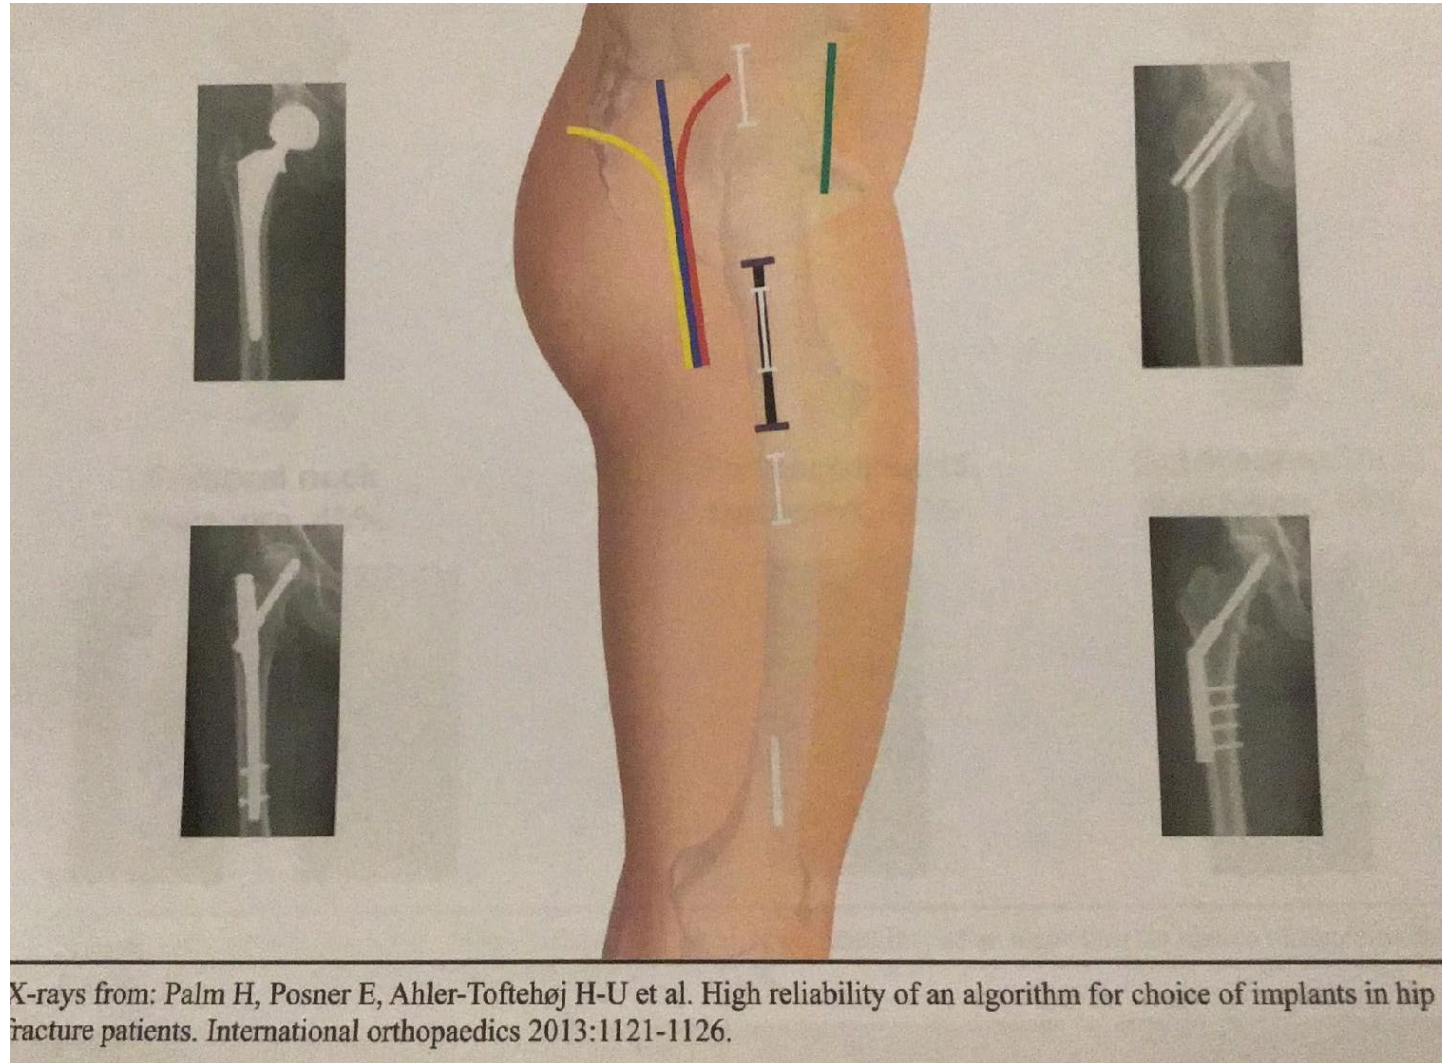 X-rays from: Palm H, Posner E, Ahler-Toftehøj H-U et al. High reliability of an algorithm for choice of implants in hip
fracture patients. International orthopaedics 2013:1121-1126.